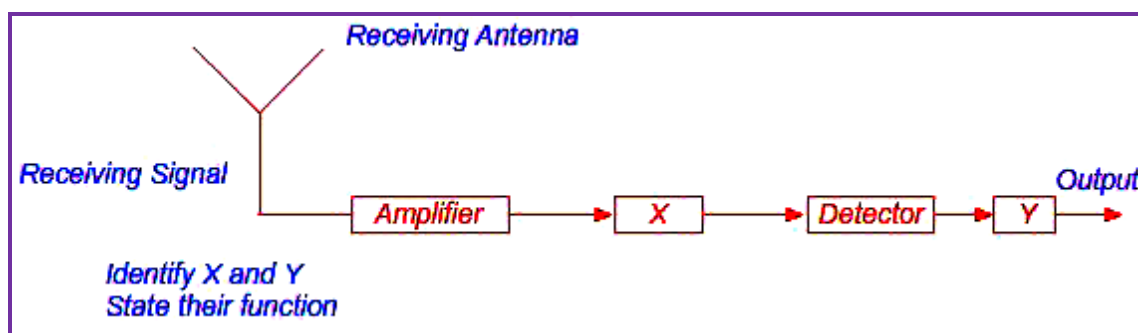 Receiving Antenna
Receiving Signal
Output
Amplifier X Detector Y
Identify X and Y
State their function